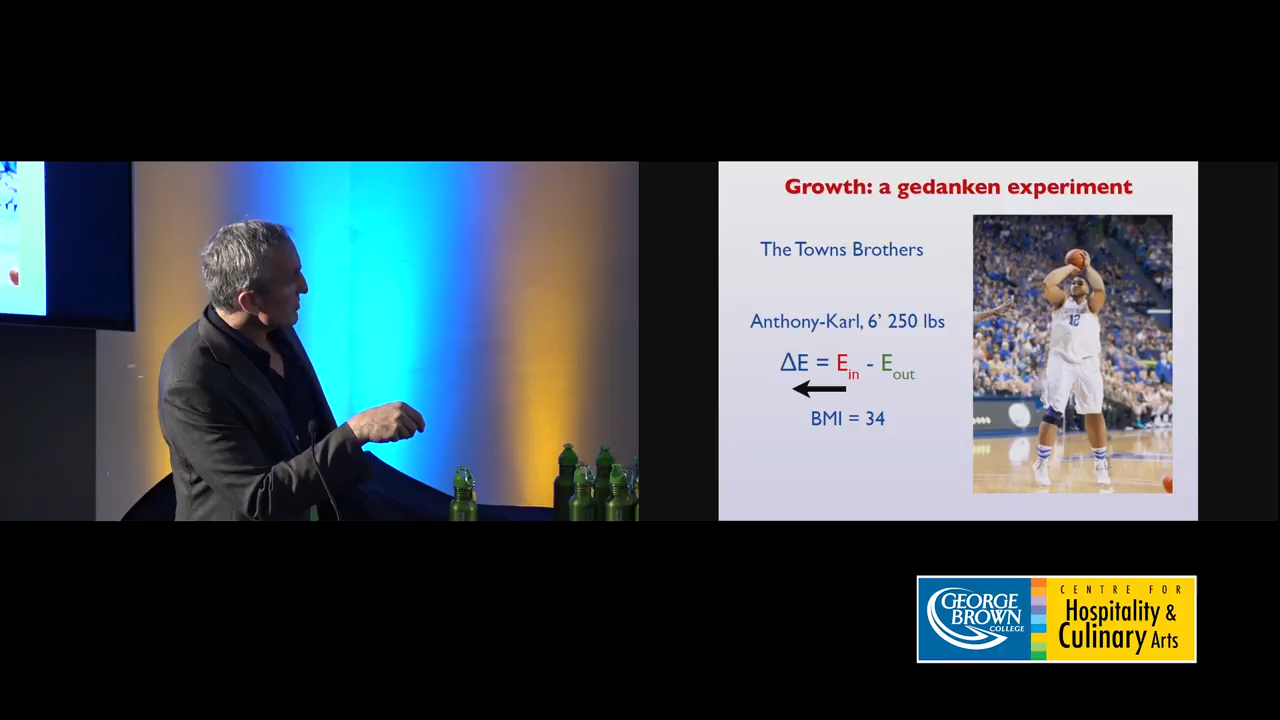 Growth: a gedanken experiment
The Towns Brothers
Anthony-Karl, 6' 250 lbs
ΔE = Ein - Eout
BMI = 34
12
GEORGE
BROWN
COLLEGE
CENTRE FOR
Hospitality &
Culinary Arts